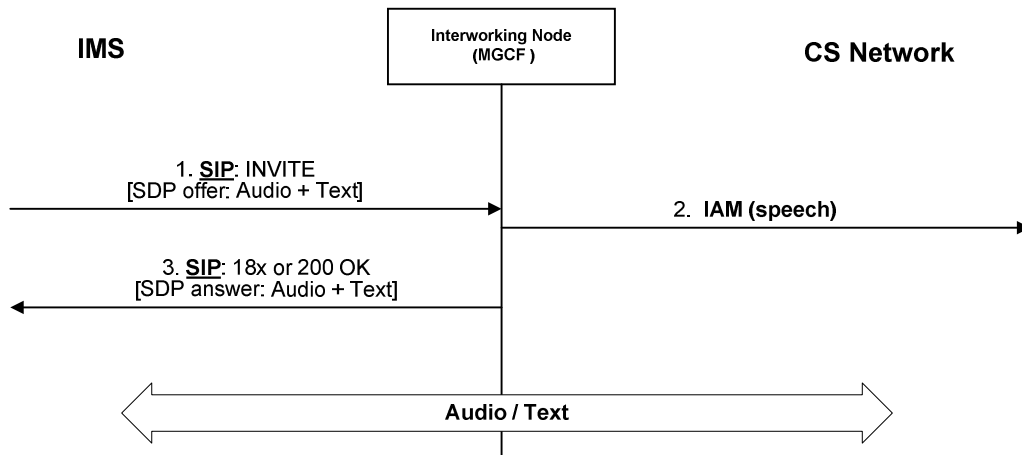 IMS
Interworking Node
(MGCF )
CS Network
1. SIP: INVITE
[SDP offer: Audio + Text]
2. IAM (speech)
3. SIP: 18x or 200 OK
[SDP answer: Audio + Text]
Audio / Text